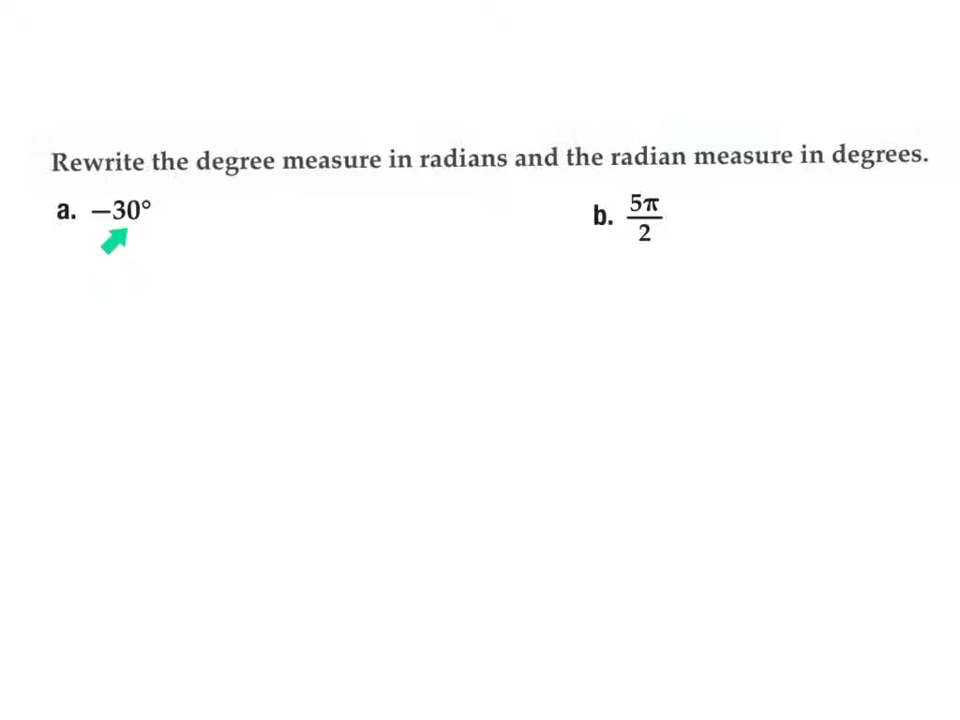 Rewrite the degree measure in radians and the radian measure in degrees.
a. −30°
b. 5π/2